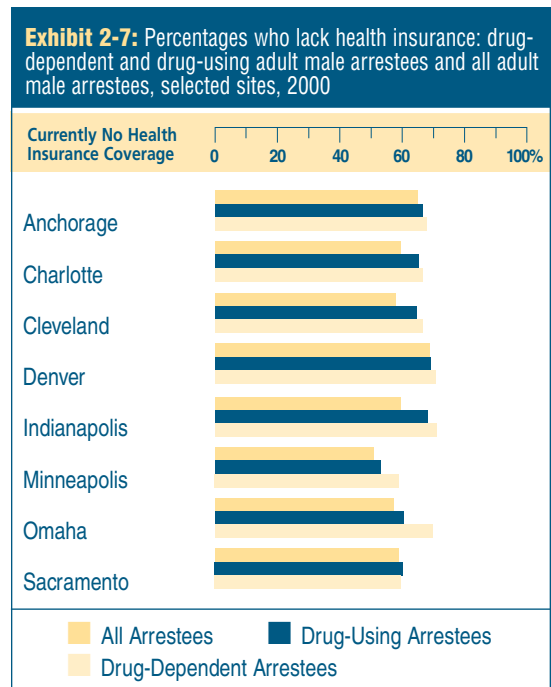 Exhibit 2-7: Percentages who lack health insurance: drug-
dependent and drug-using adult male arrestees and all adult
male arrestees, selected sites, 2000
Currently No Health
Insurance Coverage
0 20 40 60 80 100%
Anchorage
Charlotte
Cleveland
Denver
Indianapolis
Minneapolis
Omaha
Sacramento
All Arrestees Drug-Using Arrestees
Drug-Dependent Arrestees